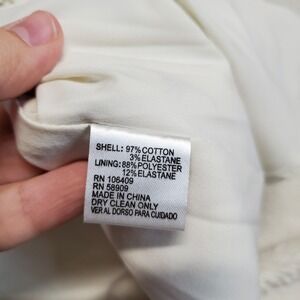 SHELL: 97% COTTON
3% ELASTANE
LINING: 88% POLYESTER
12% ELASTANE
RN 106409
RN 58909
MADE IN CHINA
DRY CLEAN ONLY
VER AL DORSO PARA CUIDADO